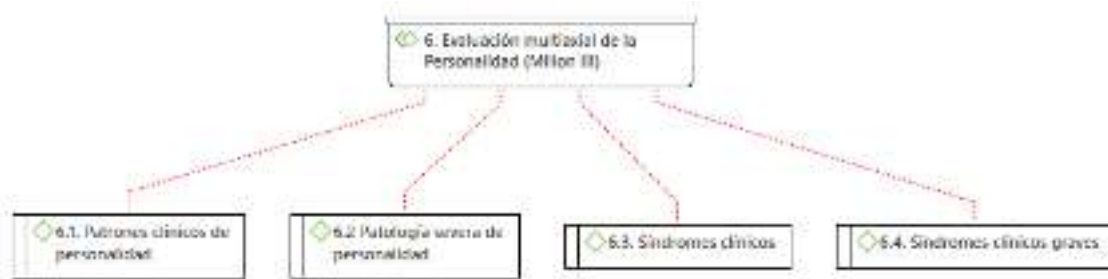 6. Evaluación multiaxial de la
Personalidad (Millon III)
6.1. Patrones clínicos de
personalidad
6.2 Patología severa de
personalidad
6.3. Síndromes clínicos
6.4. Síndromes clínicos graves